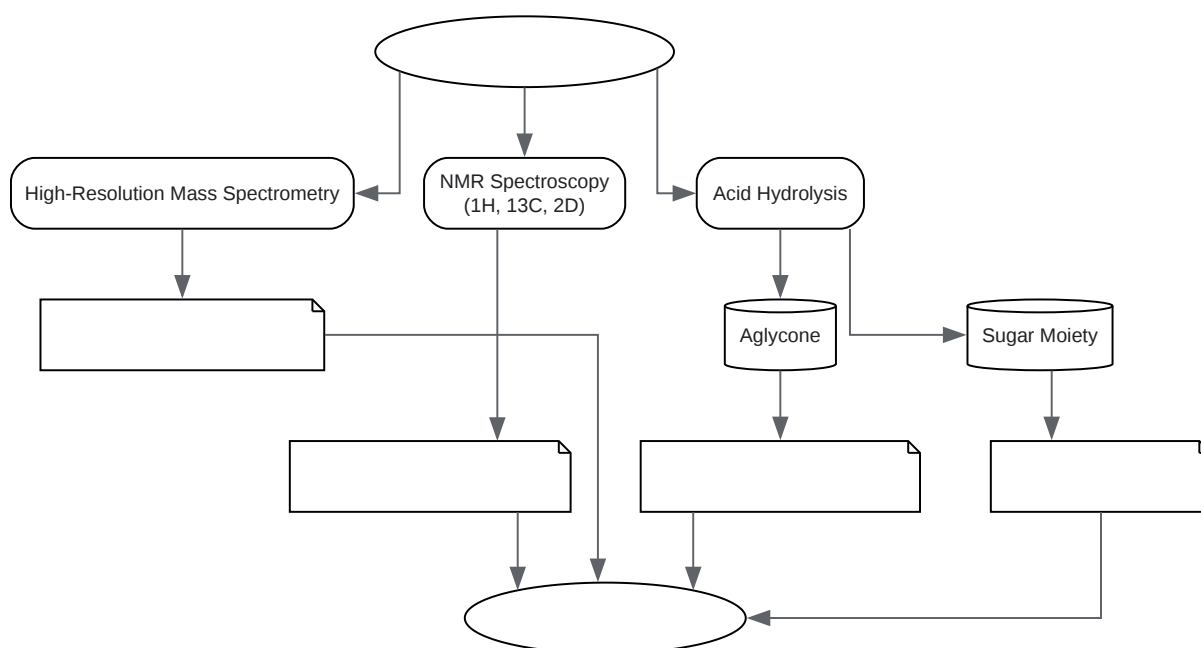 High-Resolution Mass Spectrometry
NMR Spectroscopy
(1H, 13C, 2D)
Acid Hydrolysis
Aglycone
Sugar Moiety